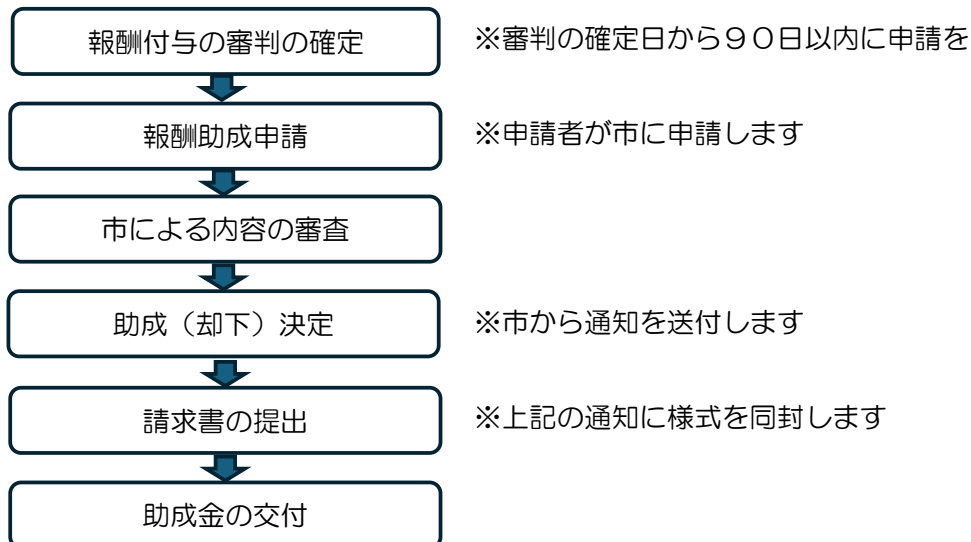 報酬付与の審判の確定
※審判の確定日から９０日以内に申請を
報酬助成申請
※申請者が市に申請します
市による内容の審査
助成（却下）決定
※市から通知を送付します
請求書の提出
※上記の通知に様式を同封します
助成金の交付